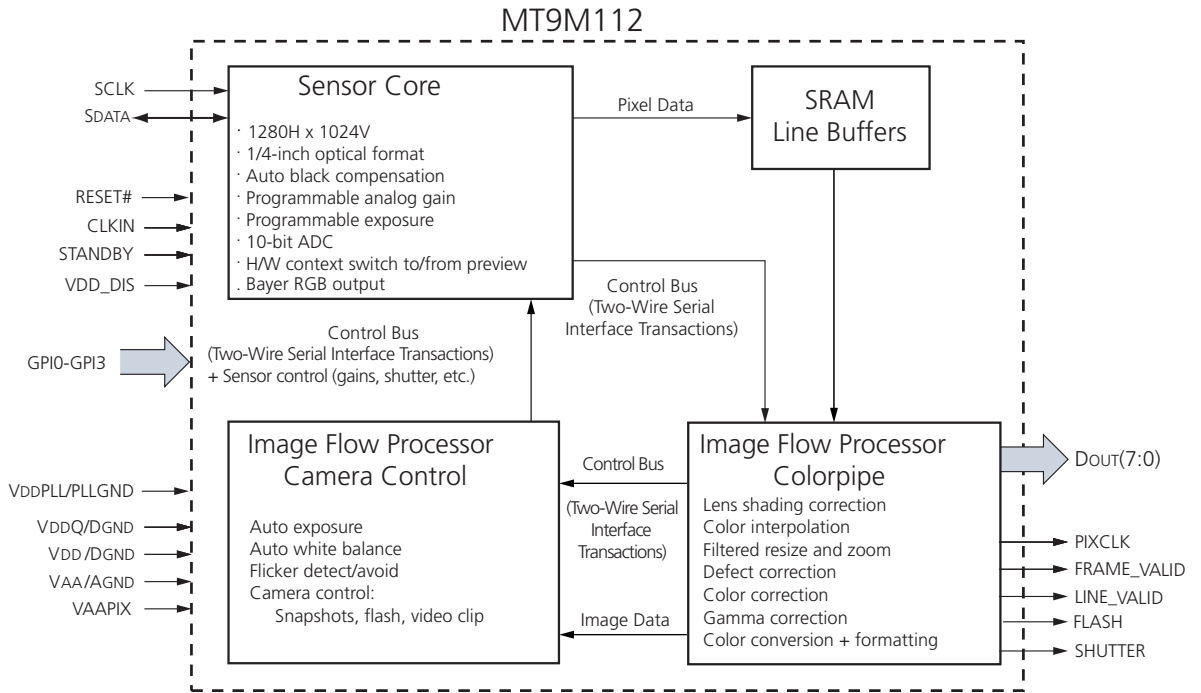 MT9M112
SCLK
SDATA
RESET#
CLKIN
STANDBY
VDD_DIS
GPI0-GPI3
VDDPLL/PLLGND
VDDQ/DGND
VDD/DGND
VAA/AGND
VAAPIX
Sensor Core
· 1280H x 1024V
· 1/4-inch optical format
· Auto black compensation
· Programmable analog gain
· Programmable exposure
· 10-bit ADC
· H/W context switch to/from preview
. Bayer RGB output
Pixel Data
SRAM
Line Buffers
Control Bus
(Two-Wire Serial
Interface Transactions)
Control Bus
(Two-Wire Serial Interface Transactions)
+ Sensor control (gains, shutter, etc.)
Image Flow Processor
Camera Control
Auto exposure
Auto white balance
Flicker detect/avoid
Camera control:
Snapshots, flash, video clip
Control Bus
(Two-Wire Serial
Interface
Transactions)
Image Data
Image Flow Processor
Colorpipe
Lens shading correction
Color interpolation
Filtered resize and zoom
Defect correction
Color correction
Gamma correction
Color conversion + formatting
DOUT(7:0)
PIXCLK
FRAME_VALID
LINE_VALID
FLASH
SHUTTER